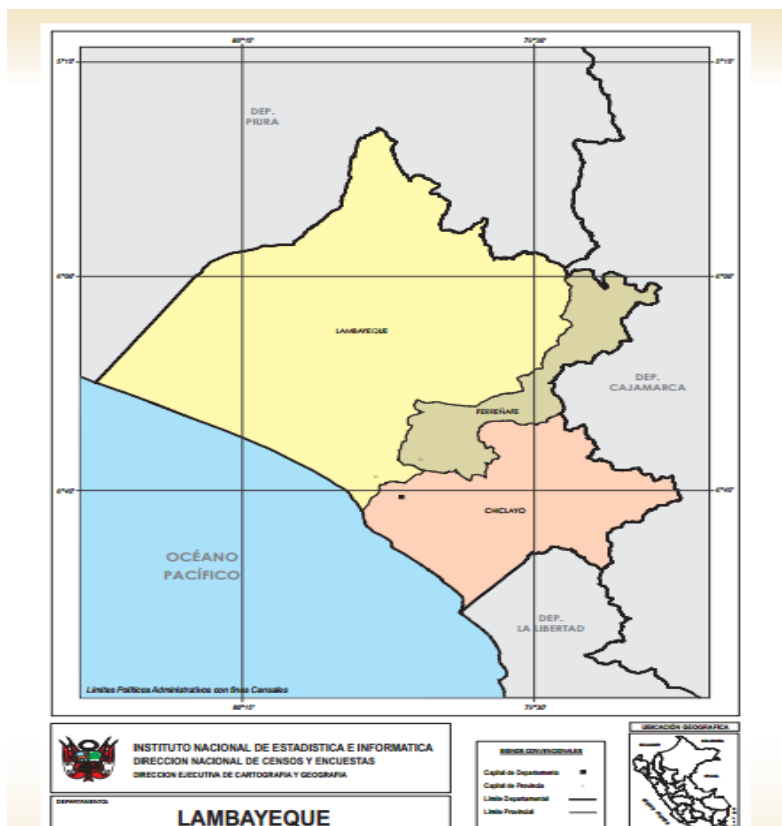 80°15'
79°30'
5°15'
5°15'
DEP.
PIURA
6°00'
6°00'
LAMBAYEQUE
DEP.
CAJAMARCA
FERREÑAFE
6°45'
6°45'
CHICLAYO
OCÉANO
PACÍFICO
DEP.
LA LIBERTAD
Límites Políticos Administrativos con fines Censales
80°15'
79°30'
INSTITUTO NACIONAL DE ESTADISTICA E INFORMATICA
DIRECCION NACIONAL DE CENSOS Y ENCUESTAS
DIRECCION EJECUTIVA DE CARTOGRAFIA Y GEOGRAFIA
DEPARTAMENTO:
LAMBAYEQUE
SIGNOS CONVENCIONALES
Capital de Departamento
Capital de Provincia
Límite Departamental
Límite Provincial
UBICACIÓN GEOGRAFICA